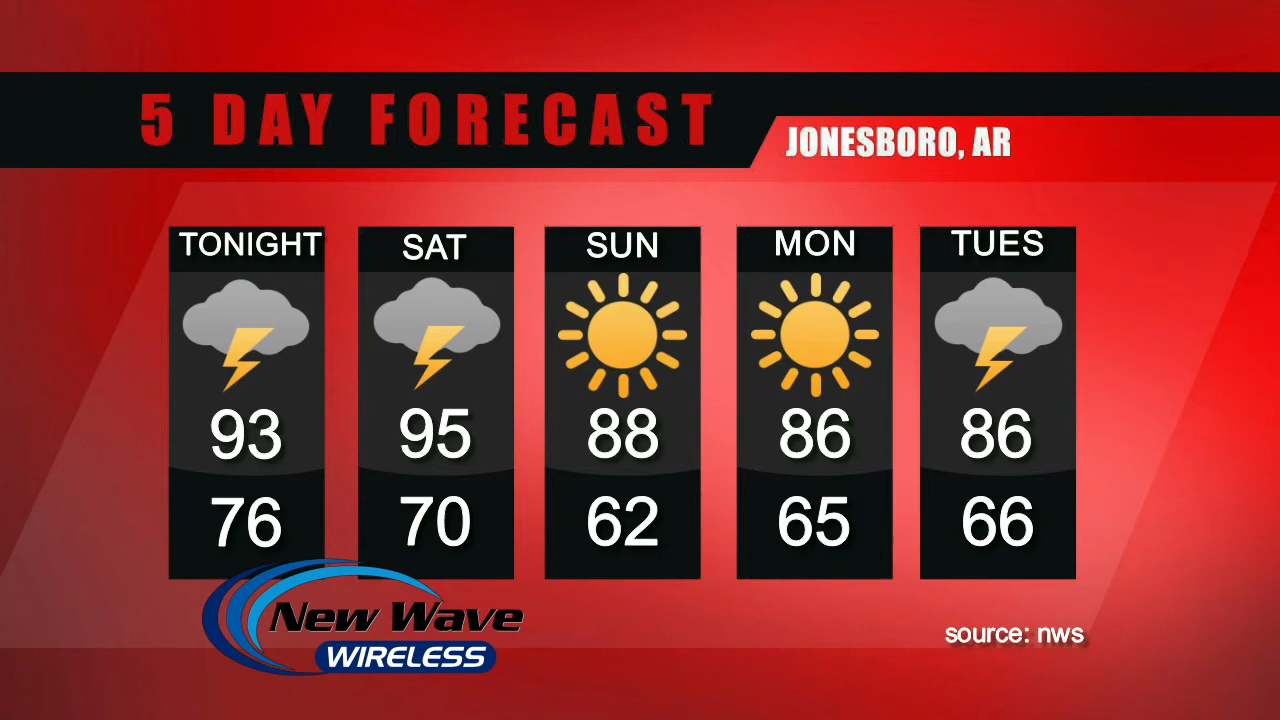 5 DAY FORECAST
JONESBORO, AR
TONIGHT SAT SUN MON TUES
93 95 88 86 86
76 70 62 65 66
New Wave
WIRELESS
source: nws